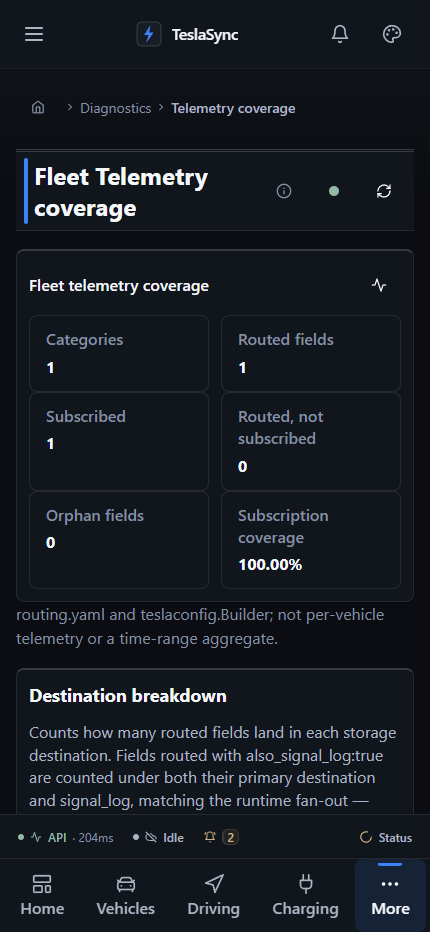 TeslaSync
Diagnostics
Telemetry coverage
Fleet Telemetry
coverage
Fleet telemetry coverage
Categories
1
Routed fields
1
Subscribed
1
Routed, not
subscribed
0
Orphan fields
0
Subscription
coverage
100.00%
routing.yaml and teslaconfig.Builder; not per-vehicle
telemetry or a time-range aggregate.
Destination breakdown
Counts how many routed fields land in each storage
destination. Fields routed with also_signal_log:true
are counted under both their primary destination
and signal_log, matching the runtime fan-out —
API · 204ms
Idle
2
Status
Home
Vehicles
Driving
Charging
More